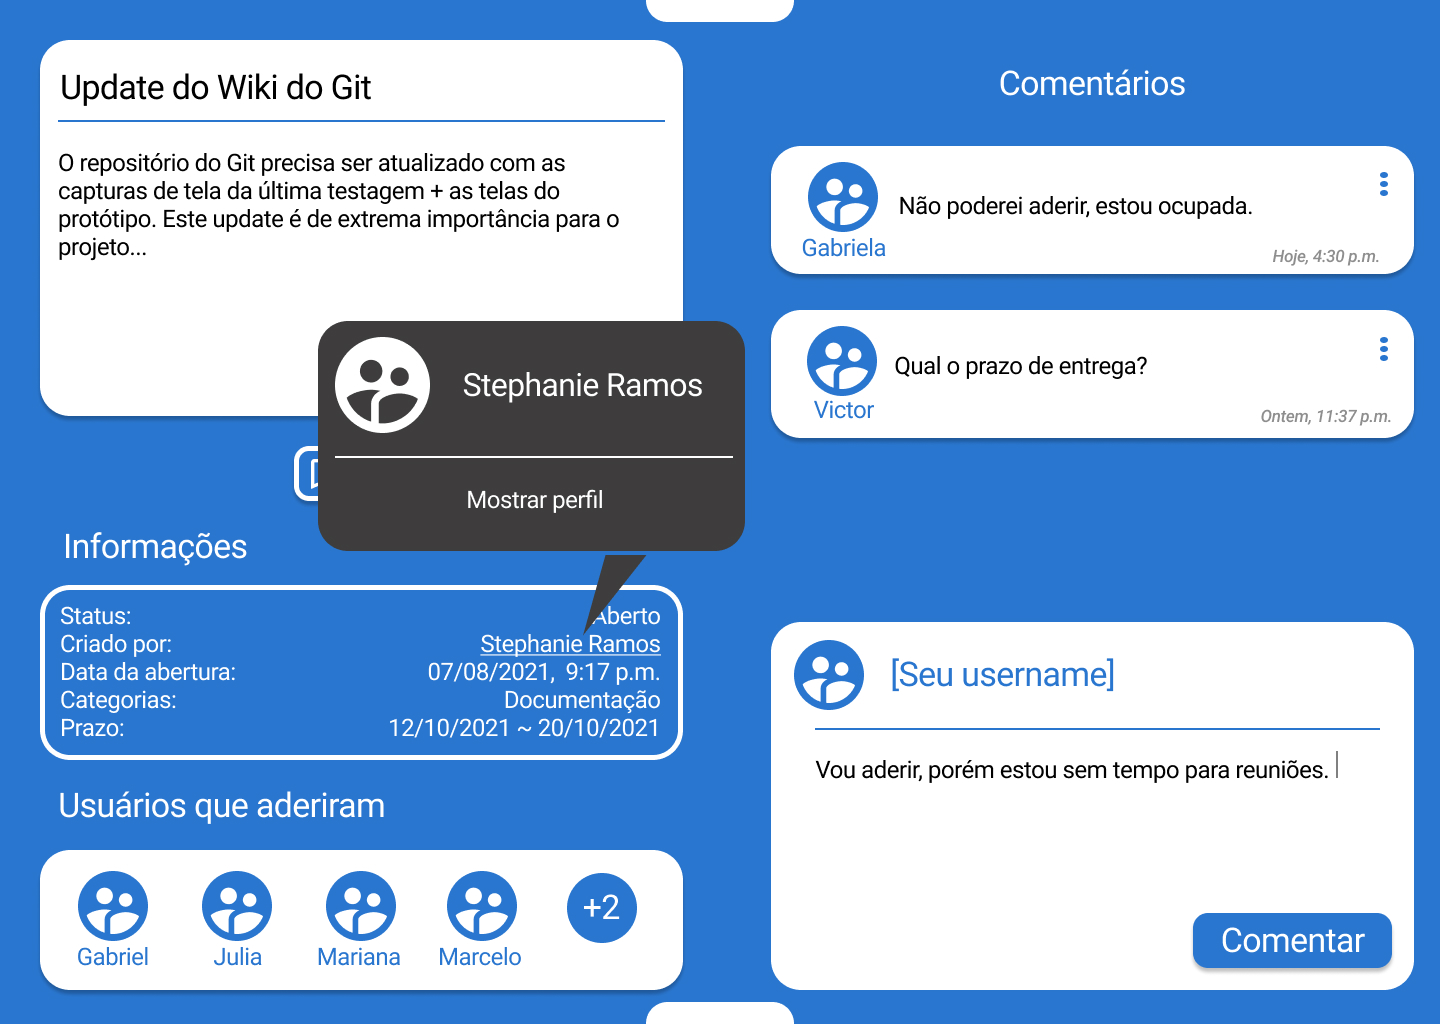 Update do Wiki do Git
O repositório do Git precisa ser atualizado com as
capturas de tela da última testagem + as telas do
protótipo. Este update é de extrema importância para o
projeto...
Stephanie Ramos
Mostrar perfil
Informações
Status: Aberto
Criado por: Stephanie Ramos
Data da abertura: 07/08/2021, 9:17 p.m.
Categorias: Documentação
Prazo: 12/10/2021 ~ 20/10/2021
Usuários que aderiram
Gabriel Julia Mariana Marcelo +2
Comentários
Não poderei aderir, estou ocupada.
Gabriela
Hoje, 4:30 p.m.
Qual o prazo de entrega?
Victor
Ontem, 11:37 p.m.
[Seu username]
Vou aderir, porém estou sem tempo para reuniões.
Comentar